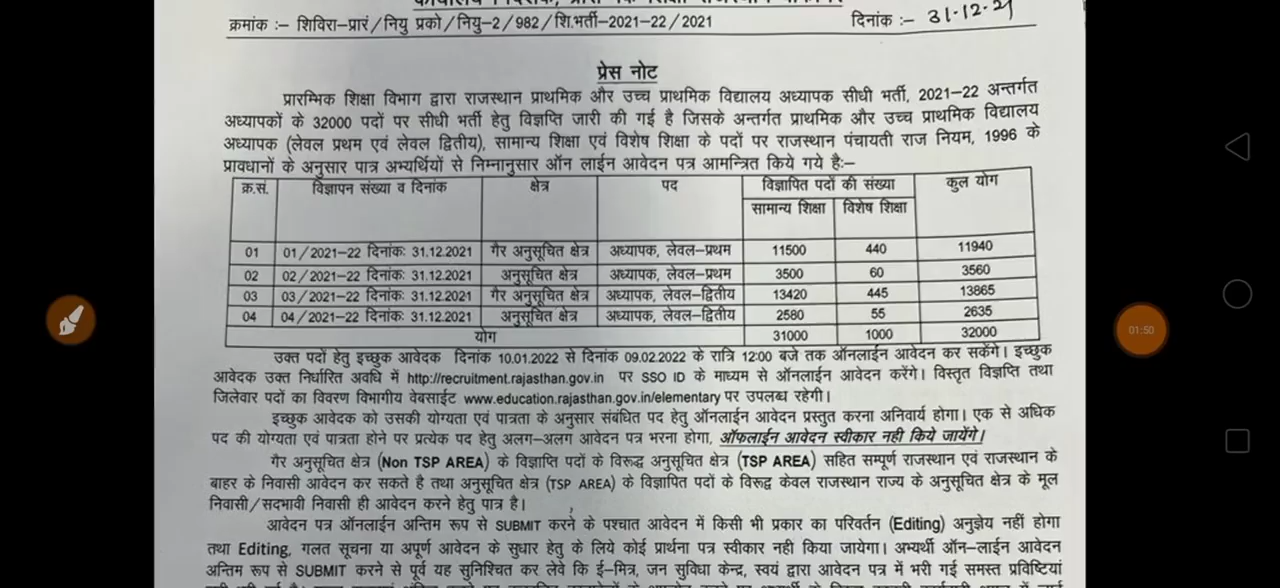 क्रमांक :– शिविरा–प्रारं/नियु प्रको/नियु–2/982/शि.भर्ती–2021–22/2021 दिनांक :– 31-12-21
प्रेस नोट
प्रारम्भिक शिक्षा विभाग द्वारा राजस्थान प्राथमिक और उच्च प्राथमिक विद्यालय अध्यापक सीधी भर्ती, 2021–22 अन्तर्गत
अध्यापकों के 32000 पदों पर सीधी भर्ती हेतु विज्ञप्ति जारी की गई है जिसके अन्तर्गत प्राथमिक और उच्च प्राथमिक विद्यालय
अध्यापक (लेवल प्रथम एवं लेवल द्वितीय), सामान्य शिक्षा एवं विशेष शिक्षा के पदों पर राजस्थान पंचायती राज नियम, 1996 के
प्रावधानों के अनुसार पात्र अभ्यर्थियों से निम्नानुसार ऑन लाईन आवेदन पत्र आमन्त्रित किये गये हैः–
क्र.सं. विज्ञापन संख्या व दिनांक क्षेत्र पद विज्ञापित पदों की संख्या कुल योग
सामान्य शिक्षा विशेष शिक्षा
01 01/2021–22 दिनांकः 31.12.2021 गैर अनुसूचित क्षेत्र अध्यापक, लेवल–प्रथम 11500 440 11940
02 02/2021–22 दिनांकः 31.12.2021 अनुसूचित क्षेत्र अध्यापक, लेवल–प्रथम 3500 60 3560
03 03/2021–22 दिनांकः 31.12.2021 गैर अनुसूचित क्षेत्र अध्यापक, लेवल–द्वितीय 13420 445 13865
04 04/2021–22 दिनांकः 31.12.2021 अनुसूचित क्षेत्र अध्यापक, लेवल–द्वितीय 2580 55 2635
योग 31000 1000 32000
उक्त पदों हेतु इच्छुक आवेदक दिनांक 10.01.2022 से दिनांक 09.02.2022 के रात्रि 12:00 बजे तक ऑनलाईन आवेदन कर सकेंगे। इच्छुक
आवेदक उक्त निर्धारित अवधि में http://recruitment.rajasthan.gov.in पर SSO ID के माध्यम से ऑनलाईन आवेदन करेंगे। विस्तृत विज्ञप्ति तथा
जिलेवार पदों का विवरण विभागीय वेबसाईट www.education.rajasthan.gov.in/elementary पर उपलब्ध रहेगी।
इच्छुक आवेदक को उसकी योग्यता एवं पात्रता के अनुसार संबंधित पद हेतु ऑनलाईन आवेदन प्रस्तुत करना अनिवार्य होगा। एक से अधिक
पद की योग्यता एवं पात्रता होने पर प्रत्येक पद हेतु अलग–अलग आवेदन पत्र भरना होगा, ऑफलाईन आवेदन स्वीकार नही किये जायेंगे।
गैर अनुसूचित क्षेत्र (Non TSP AREA) के विज्ञाप्ति पदों के विरूद्ध अनुसूचित क्षेत्र (TSP AREA) सहित सम्पूर्ण राजस्थान एवं राजस्थान के
बाहर के निवासी आवेदन कर सकते है तथा अनुसूचित क्षेत्र (TSP AREA) के विज्ञापित पदों के विरूद्ध केवल राजस्थान राज्य के अनुसूचित क्षेत्र के मूल
निवासी/सदभावी निवासी ही आवेदन करने हेतु पात्र है।
आवेदन पत्र ऑनलाईन अन्तिम रूप से SUBMIT करने के पश्चात आवेदन में किसी भी प्रकार का परिवर्तन (Editing) अनुज्ञेय नहीं होगा
तथा Editing, गलत सूचना या अपूर्ण आवेदन के सुधार हेतु के लिये कोई प्रार्थना पत्र स्वीकार नही किया जायेगा। अभ्यर्थी ऑन–लाईन आवेदन
अन्तिम रूप से SUBMIT करने से पूर्व यह सुनिश्चित कर लेवे कि ई–मित्र, जन सुविधा केन्द्र, स्वयं द्वारा आवेदन पत्र में भरी गई समस्त प्रविष्टियां
01:50